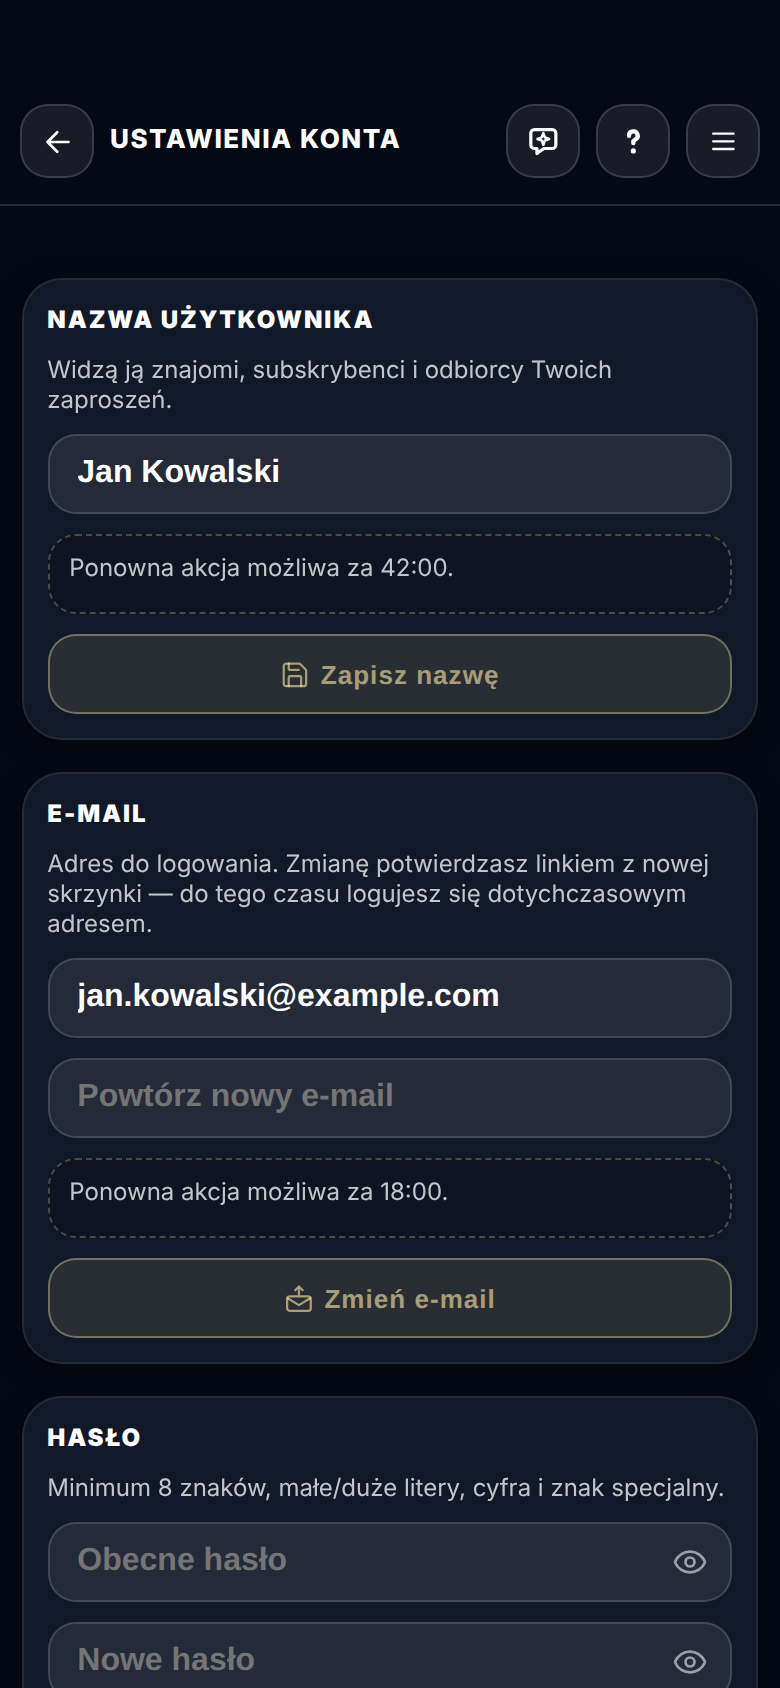 USTAWIENIA KONTA
NAZWA UŻYTKOWNIKA
Widzą ją znajomi, subskrybenci i odbiorcy Twoich
zaproszeń.
Jan Kowalski
Ponowna akcja możliwa za 42:00.
Zapisz nazwę
E-MAIL
Adres do logowania. Zmianę potwierdzasz linkiem z nowej
skrzynki — do tego czasu logujesz się dotychczasowym
adresem.
jan.kowalski@example.com
Powtórz nowy e-mail
Ponowna akcja możliwa za 18:00.
Zmień e-mail
HASŁO
Minimum 8 znaków, małe/duże litery, cyfra i znak specjalny.
Obecne hasło
Nowe hasło